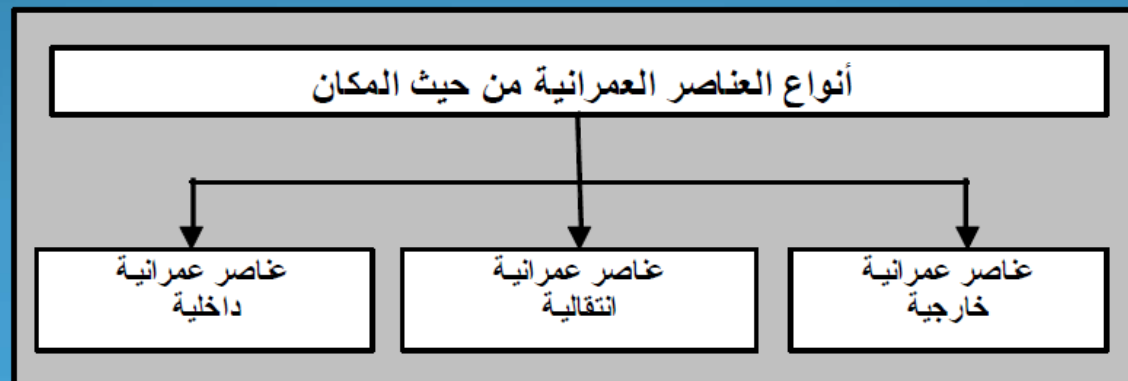 أنواع العناصر العمرانية من حيث المكان
عناصر عمرانية
خارجية
عناصر عمرانية
انتقالية
عناصر عمرانية
داخلية